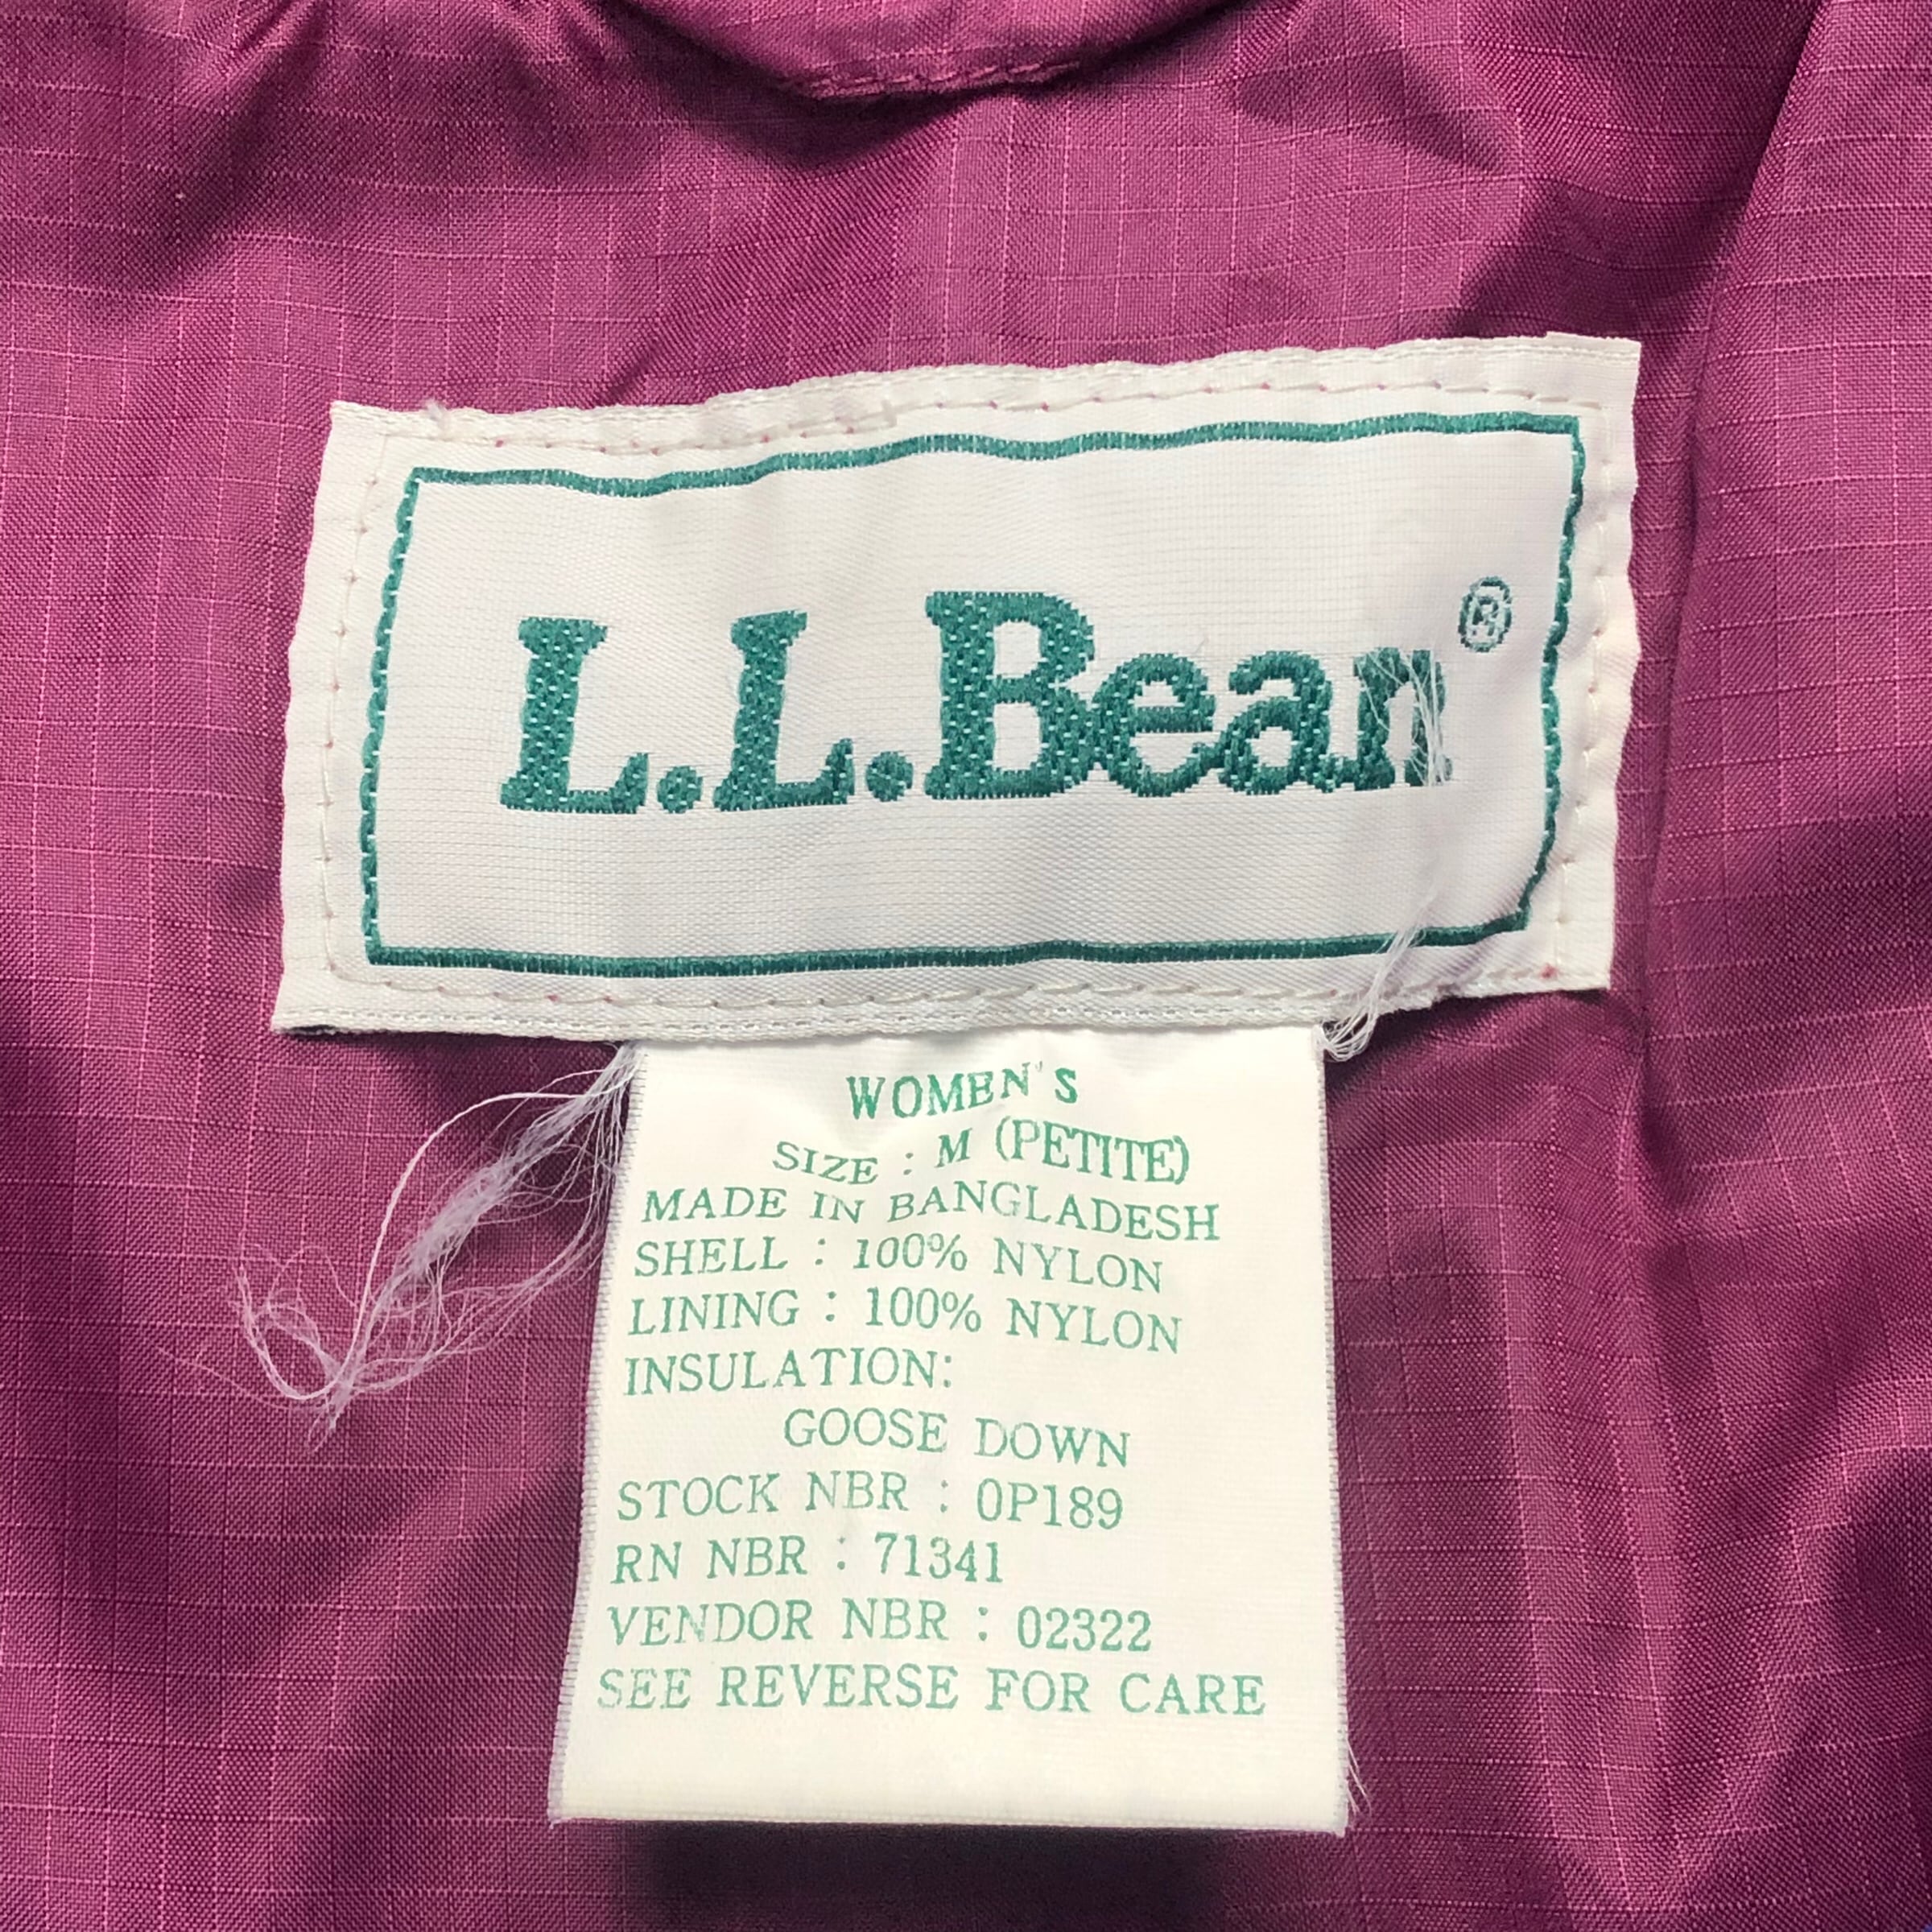 L.L.Bean®
WOMEN'S
SIZE : M (PETITE)
MADE IN BANGLADESH
SHELL : 100% NYLON
LINING : 100% NYLON
INSULATION:
GOOSE DOWN
STOCK NBR : 0P189
RN NBR : 71341
VENDOR NBR : 02322
SEE REVERSE FOR CARE